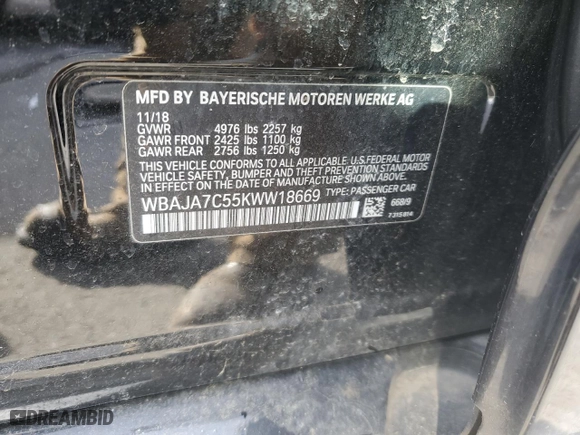 MFD BY BAYERISCHE MOTOREN WERKE AG
11/18
GVWR 4976 lbs 2257 kg
GAWR FRONT 2425 lbs 1100 kg
GAWR REAR 2756 lbs 1250 kg
THIS VEHICLE CONFORMS TO ALL APPLICABLE U.S. FEDERAL MOTOR
VEHICLE SAFETY, BUMPER AND THEFT PREVENTION STANDARDS
IN EFFECT ON THE DATE OF MANUFACTURE SHOWN ABOVE.
WBAJA7C55KWW18669 TYPE: PASSENGER CAR
668/9
7315814
DREAMBID